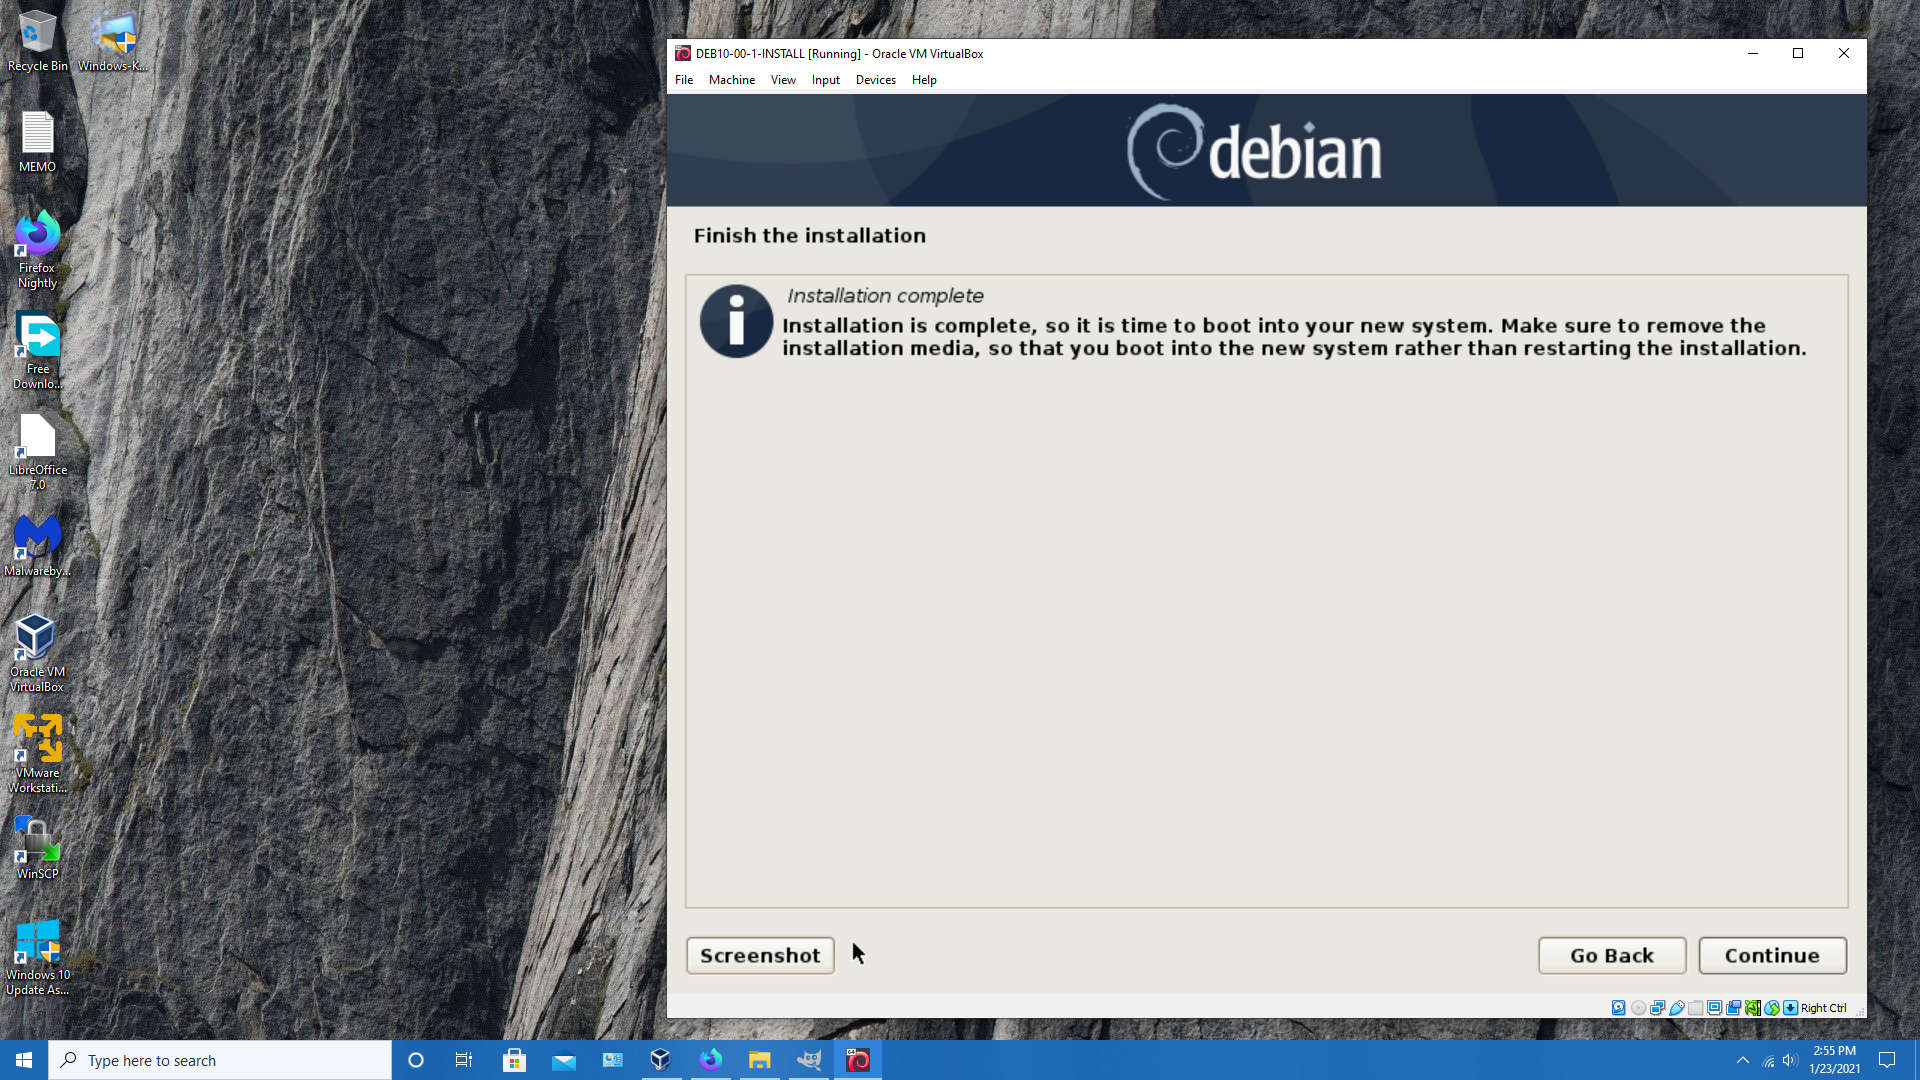 Recycle Bin
Windows-K...
MEMO
Firefox
Nightly
Free
Downlo...
LibreOffice
7.0
Malwareby...
Oracle VM
VirtualBox
VMware
Workstati...
WinSCP
Windows 10
Update As...
DEB10-00-1-INSTALL [Running] - Oracle VM VirtualBox
File Machine View Input Devices Help
debian
Finish the installation
Installation complete
Installation is complete, so it is time to boot into your new system. Make sure to remove the
installation media, so that you boot into the new system rather than restarting the installation.
Screenshot
Go Back
Continue
Right Ctrl
Type here to search
64
2:55 PM
1/23/2021